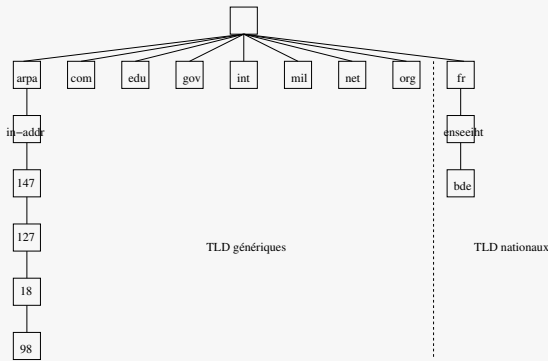 arpa com edu gov int mil net org fr
in−addr enseeiht
147 bde
127
TLD génériques TLD nationaux
18
98